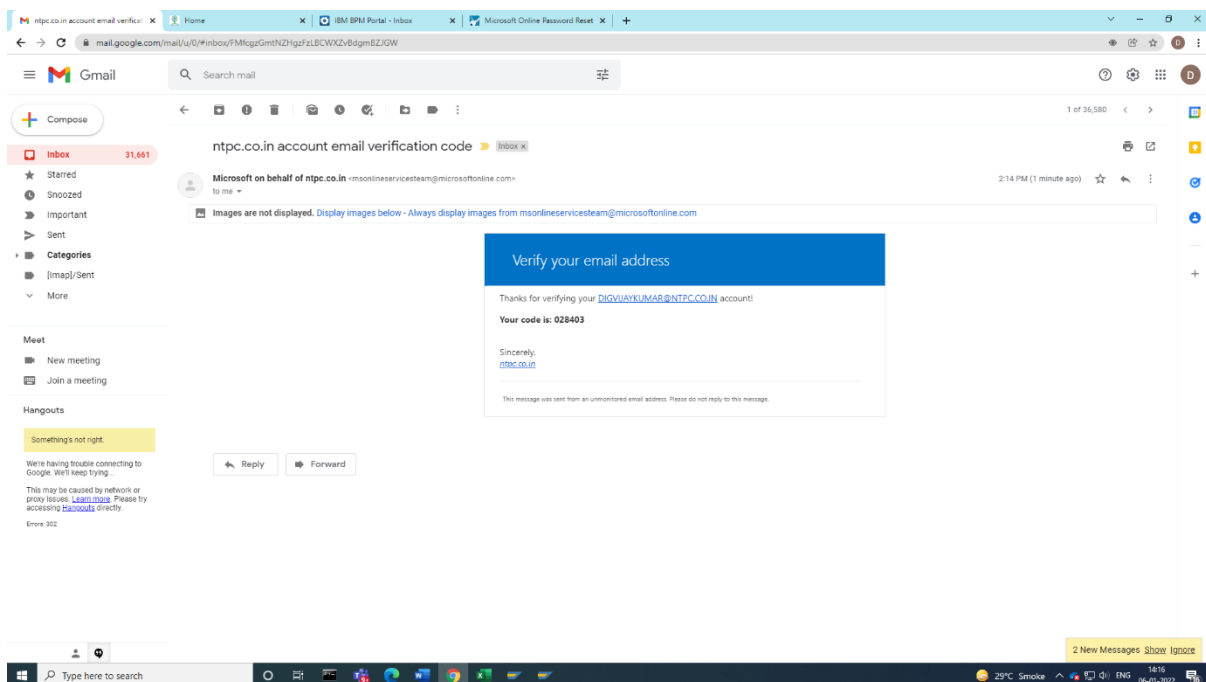 ntpc.co.in account email verificat
Home
IBM BPM Portal - Inbox
Microsoft Online Password Reset
mail.google.com/mail/u/0/#inbox/FMfcgzGmtNZHgzFzLBCWXZvBdgmBZJGW
D
Gmail
Search mail
D
Compose
1 of 36,580
Inbox 31,661
Starred
Snoozed
Important
Sent
Categories
[Imap]/Sent
More
ntpc.co.in account email verification code Inbox x
Microsoft on behalf of ntpc.co.in <msonlineservicesteam@microsoftonline.com>
2:14 PM (1 minute ago)
to me
Images are not displayed. Display images below - Always display images from msonlineservicesteam@microsoftonline.com
Verify your email address
Thanks for verifying your DIGVIJAYKUMAR@NTPC.CO.IN account!
Your code is: 028403
Sincerely,
ntpc.co.in
This message was sent from an unmonitored email address. Please do not reply to this message.
Reply
Forward
Meet
New meeting
Join a meeting
Hangouts
Something's not right.
We're having trouble connecting to
Google. We'll keep trying...
This may be caused by network or
proxy issues. Learn more. Please try
accessing Hangouts directly.
Errora 302
2 New Messages Show Ignore
Type here to search
29°C Smoke
ENG
14:16
06-01-2022